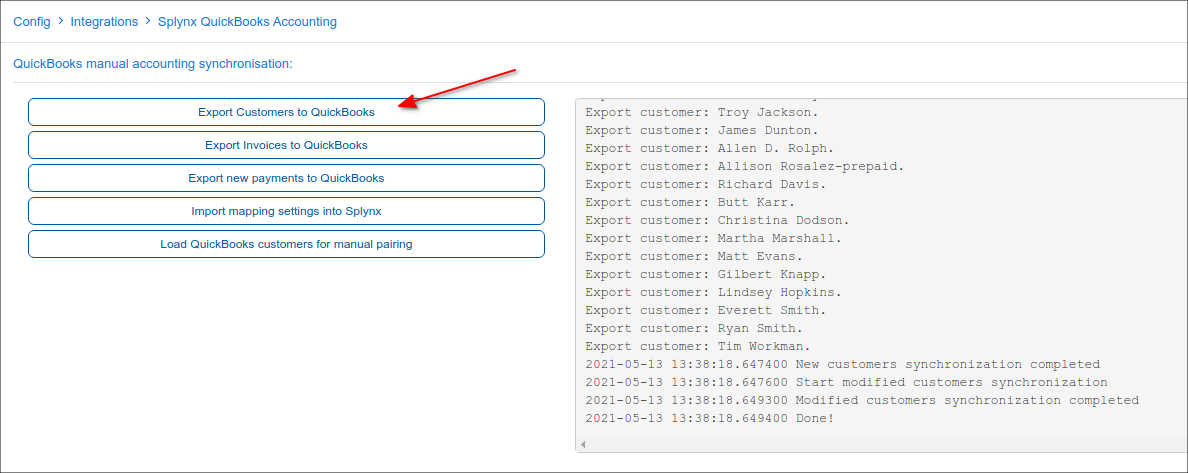 Config > Integrations > Splynx QuickBooks Accounting
QuickBooks manual accounting synchronisation:
Export Customers to QuickBooks
Export Invoices to QuickBooks
Export new payments to QuickBooks
Import mapping settings into Splynx
Load QuickBooks customers for manual pairing
Export customer: Troy Jackson.
Export customer: James Dunton.
Export customer: Allen D. Rolph.
Export customer: Allison Rosalez-prepaid.
Export customer: Richard Davis.
Export customer: Butt Karr.
Export customer: Christina Dodson.
Export customer: Martha Marshall.
Export customer: Matt Evans.
Export customer: Gilbert Knapp.
Export customer: Lindsey Hopkins.
Export customer: Everett Smith.
Export customer: Ryan Smith.
Export customer: Tim Workman.
2021-05-13 13:38:18.647400 New customers synchronization completed
2021-05-13 13:38:18.647600 Start modified customers synchronization
2021-05-13 13:38:18.649300 Modified customers synchronization completed
2021-05-13 13:38:18.649400 Done!